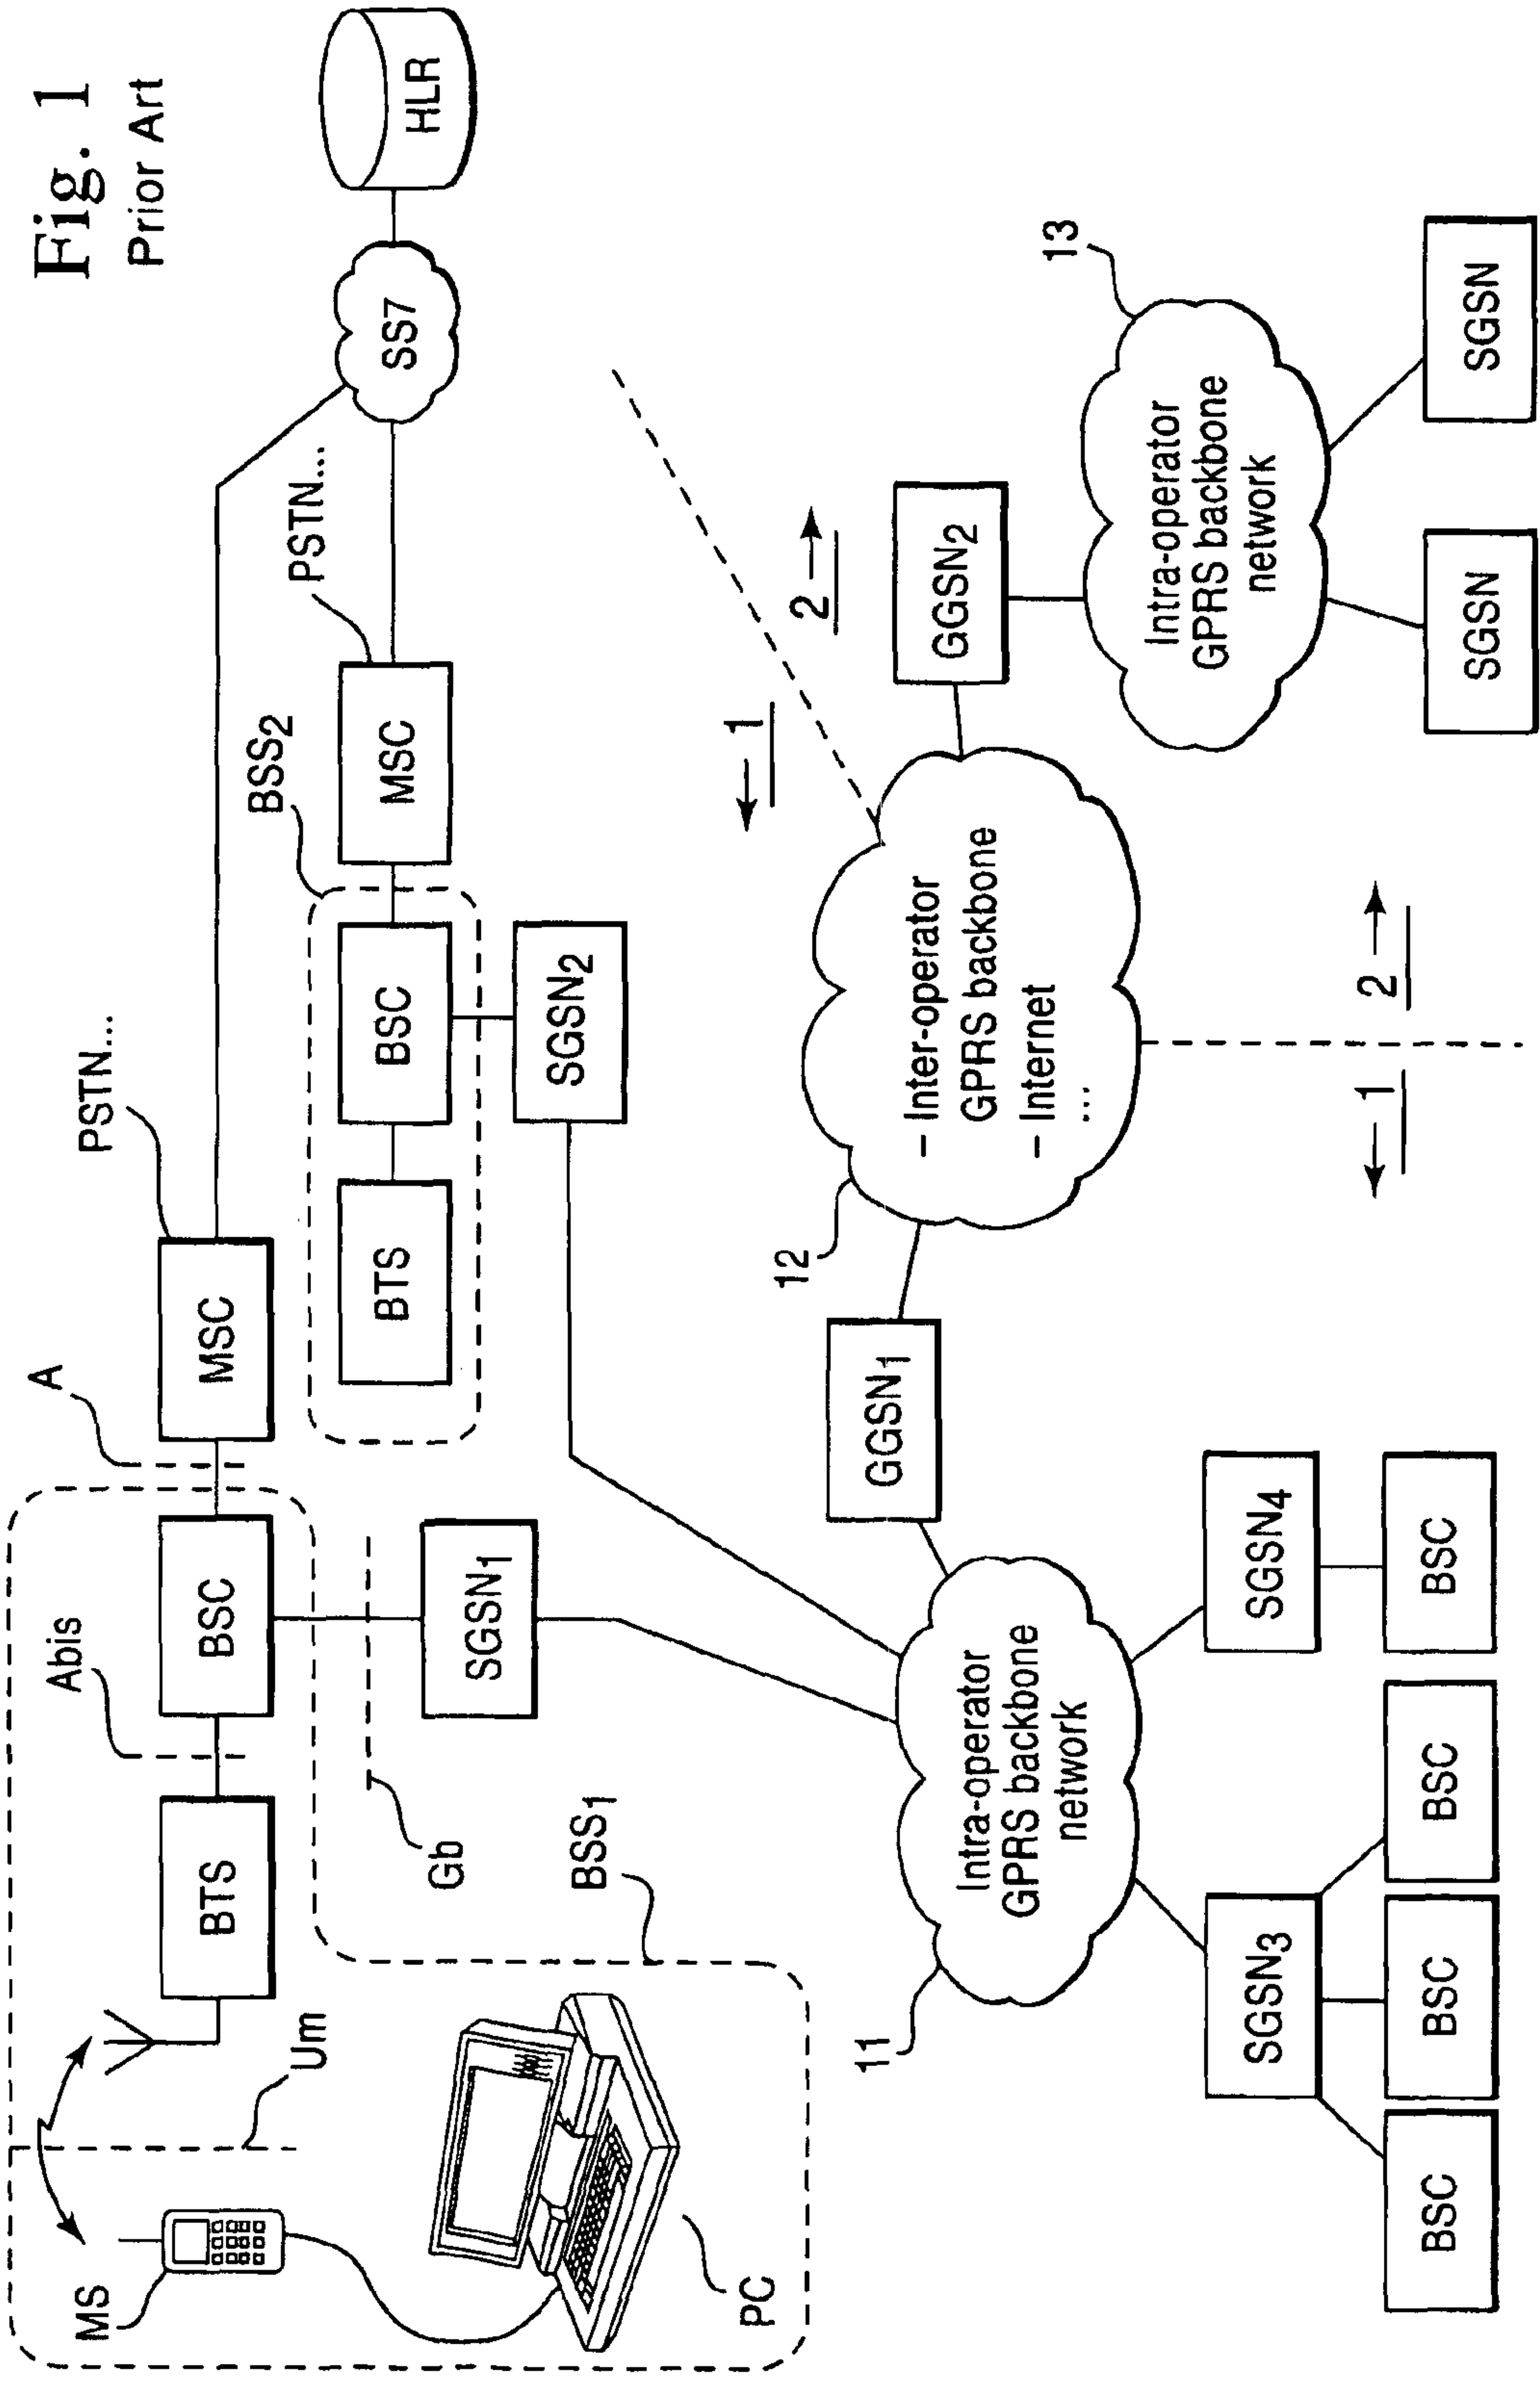 Fig. 1
Prior Art
MS
Um
BTS
Abis
BSC
A
MSC
PSTN...
BSS2
BTS
BSC
MSC
PSTN...
SS7
HLR
PC
BSS1
Gb
SGSN1
SGSN2
11
Intra-operator
GPRS backbone
network
GGSN1
12
– Inter-operator
GPRS backbone
– Internet
...
1
2
GGSN2
13
Intra-operator
GPRS backbone
network
SGSN3
SGSN4
1
2
SGSN
SGSN
BSC
BSC
BSC
BSC